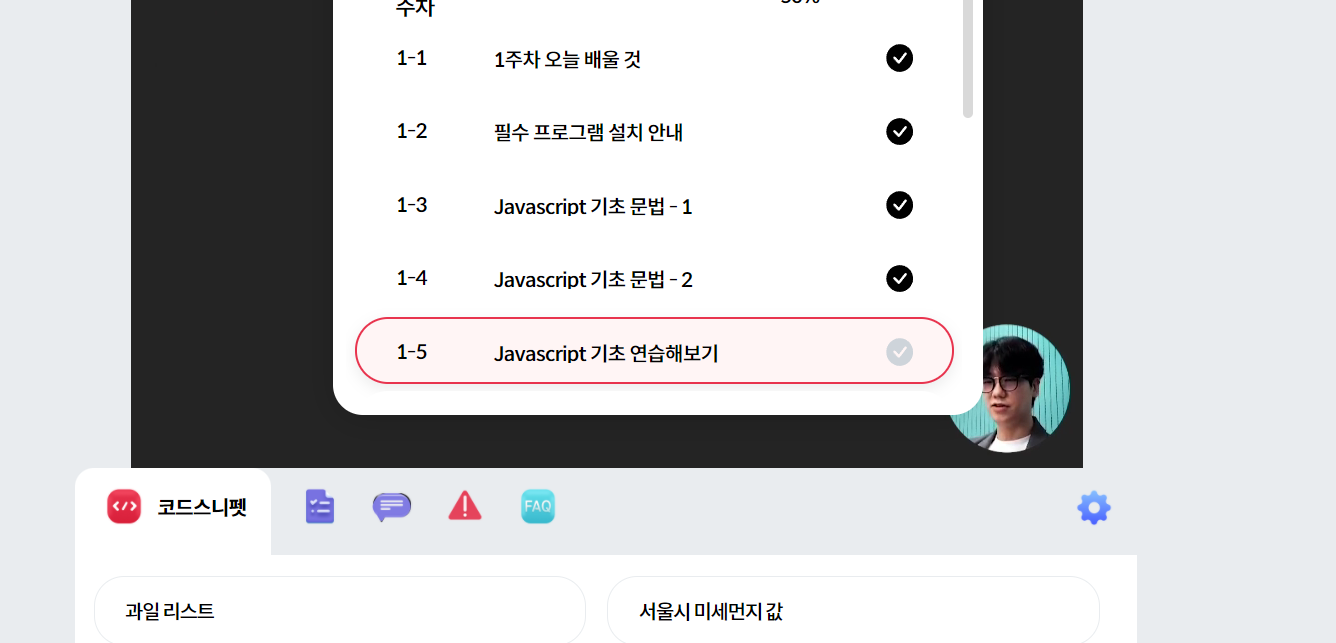 주차
1-1 1주차 오늘 배울 것
1-2 필수 프로그램 설치 안내
1-3 Javascript 기초 문법 - 1
1-4 Javascript 기초 문법 - 2
1-5 Javascript 기초 연습해보기
코드스니펫
FAQ
과일 리스트
서울시 미세먼지 값